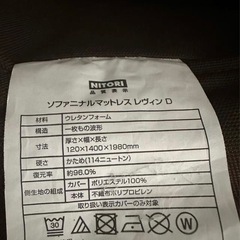 NITORI
品質表示
ソファニナルマットレス レヴィン D
材料 ウレタンフォーム
構造 一枚もの波形
寸法 厚さ×幅×長さ
120×1400×1980mm
硬さ かため(114ニュートン)
復元率 約96.0%
側生地の組成 カバー ポリエステル100%
本体 不織布ポリプロピレン
取り扱い表示カバーのみ対象
30